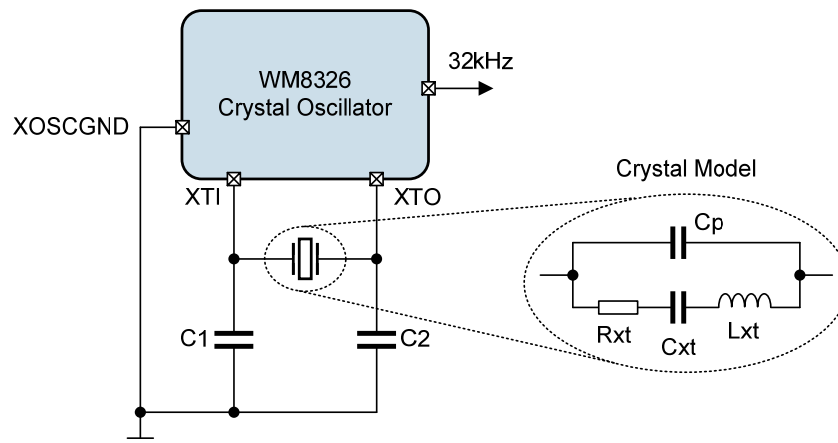 WM8326
Crystal Oscillator
32kHz
XOSCGND
XTI
XTO
Crystal Model
Cp
Rxt
Cxt
Lxt
C1
C2